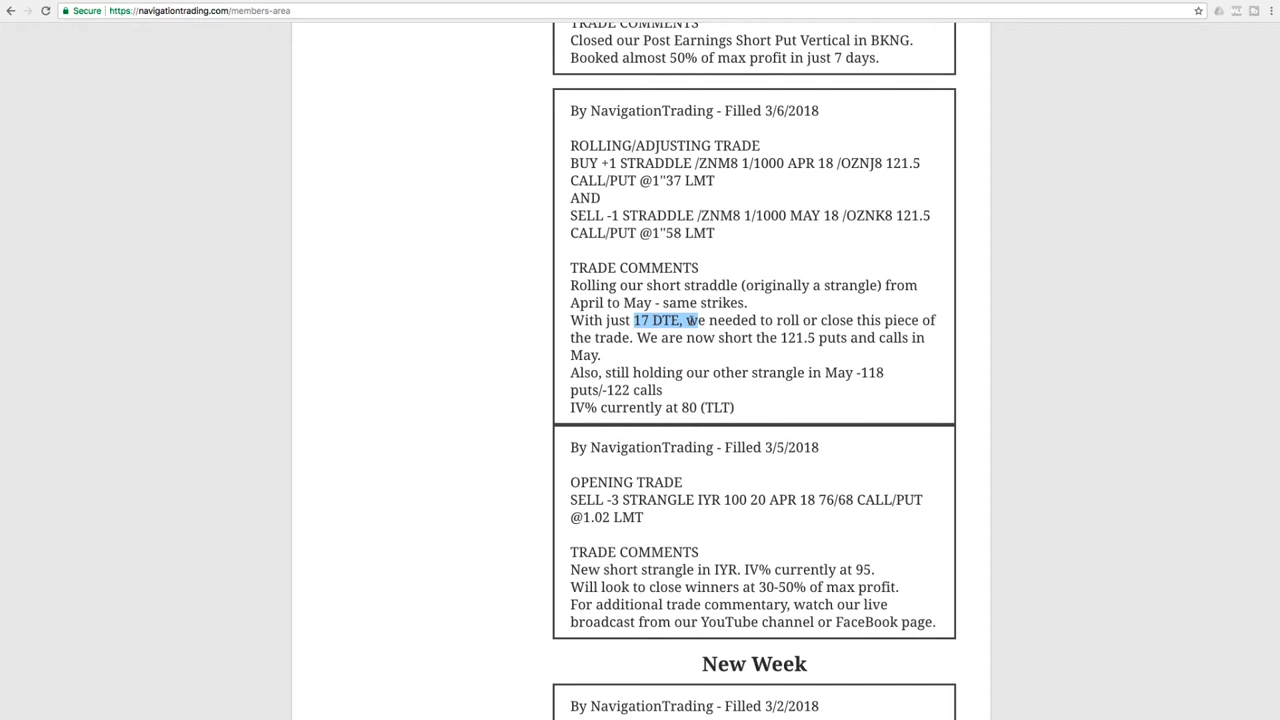 Secure https://navigationtrading.com/members-area
TRADE COMMENTS
Closed our Post Earnings Short Put Vertical in BKNG.
Booked almost 50% of max profit in just 7 days.
By NavigationTrading - Filled 3/6/2018
ROLLING/ADJUSTING TRADE
BUY +1 STRADDLE /ZNM8 1/1000 APR 18 /OZNJ8 121.5
CALL/PUT @1"37 LMT
AND
SELL -1 STRADDLE /ZNM8 1/1000 MAY 18 /OZNK8 121.5
CALL/PUT @1"58 LMT
TRADE COMMENTS
Rolling our short straddle (originally a strangle) from
April to May - same strikes.
With just 17 DTE, we needed to roll or close this piece of
the trade. We are now short the 121.5 puts and calls in
May.
Also, still holding our other strangle in May -118
puts/-122 calls
IV% currently at 80 (TLT)
By NavigationTrading - Filled 3/5/2018
OPENING TRADE
SELL -3 STRANGLE IYR 100 20 APR 18 76/68 CALL/PUT
@1.02 LMT
TRADE COMMENTS
New short strangle in IYR. IV% currently at 95.
Will look to close winners at 30-50% of max profit.
For additional trade commentary, watch our live
broadcast from our YouTube channel or FaceBook page.
New Week
By NavigationTrading - Filled 3/2/2018